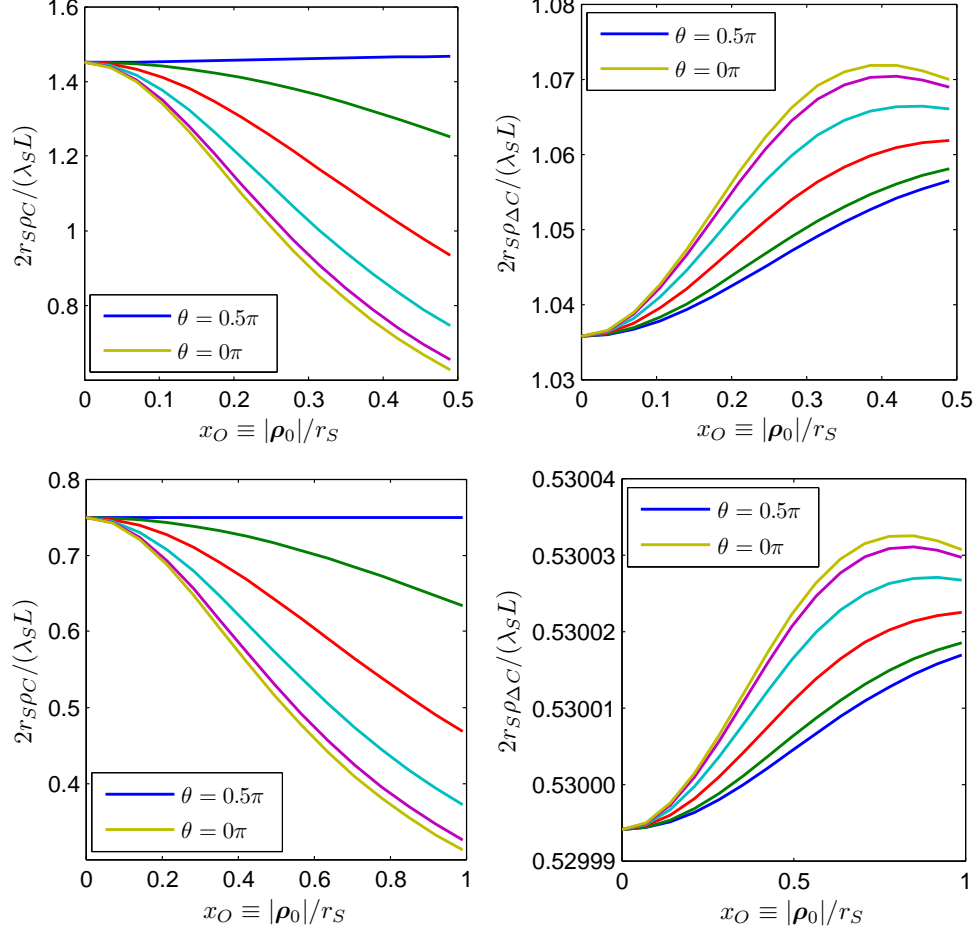 1.6
1.4
1.2
1
0.8
2r_Sρ_C/(λ_SL)
θ = 0.5π
θ = 0π
0 0.1 0.2 0.3 0.4 0.5
x_O ≡ |ρ_0|/r_S
1.08
1.07
1.06
1.05
1.04
1.03
2r_Sρ_{ΔC}/(λ_SL)
θ = 0.5π
θ = 0π
0 0.1 0.2 0.3 0.4 0.5
x_O ≡ |ρ_0|/r_S
0.8
0.7
0.6
0.5
0.4
2r_Sρ_C/(λ_SL)
θ = 0.5π
θ = 0π
0 0.2 0.4 0.6 0.8 1
x_O ≡ |ρ_0|/r_S
0.53004
0.53003
0.53002
0.53001
0.53000
0.52999
2r_Sρ_{ΔC}/(λ_SL)
θ = 0.5π
θ = 0π
0 0.5 1
x_O ≡ |ρ_0|/r_S